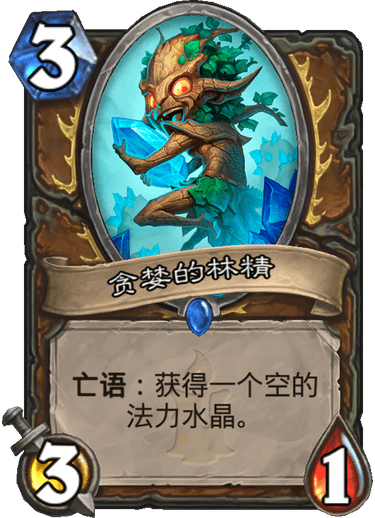 3
贪婪的林精
亡语：获得一个空的
法力水晶。
3
1